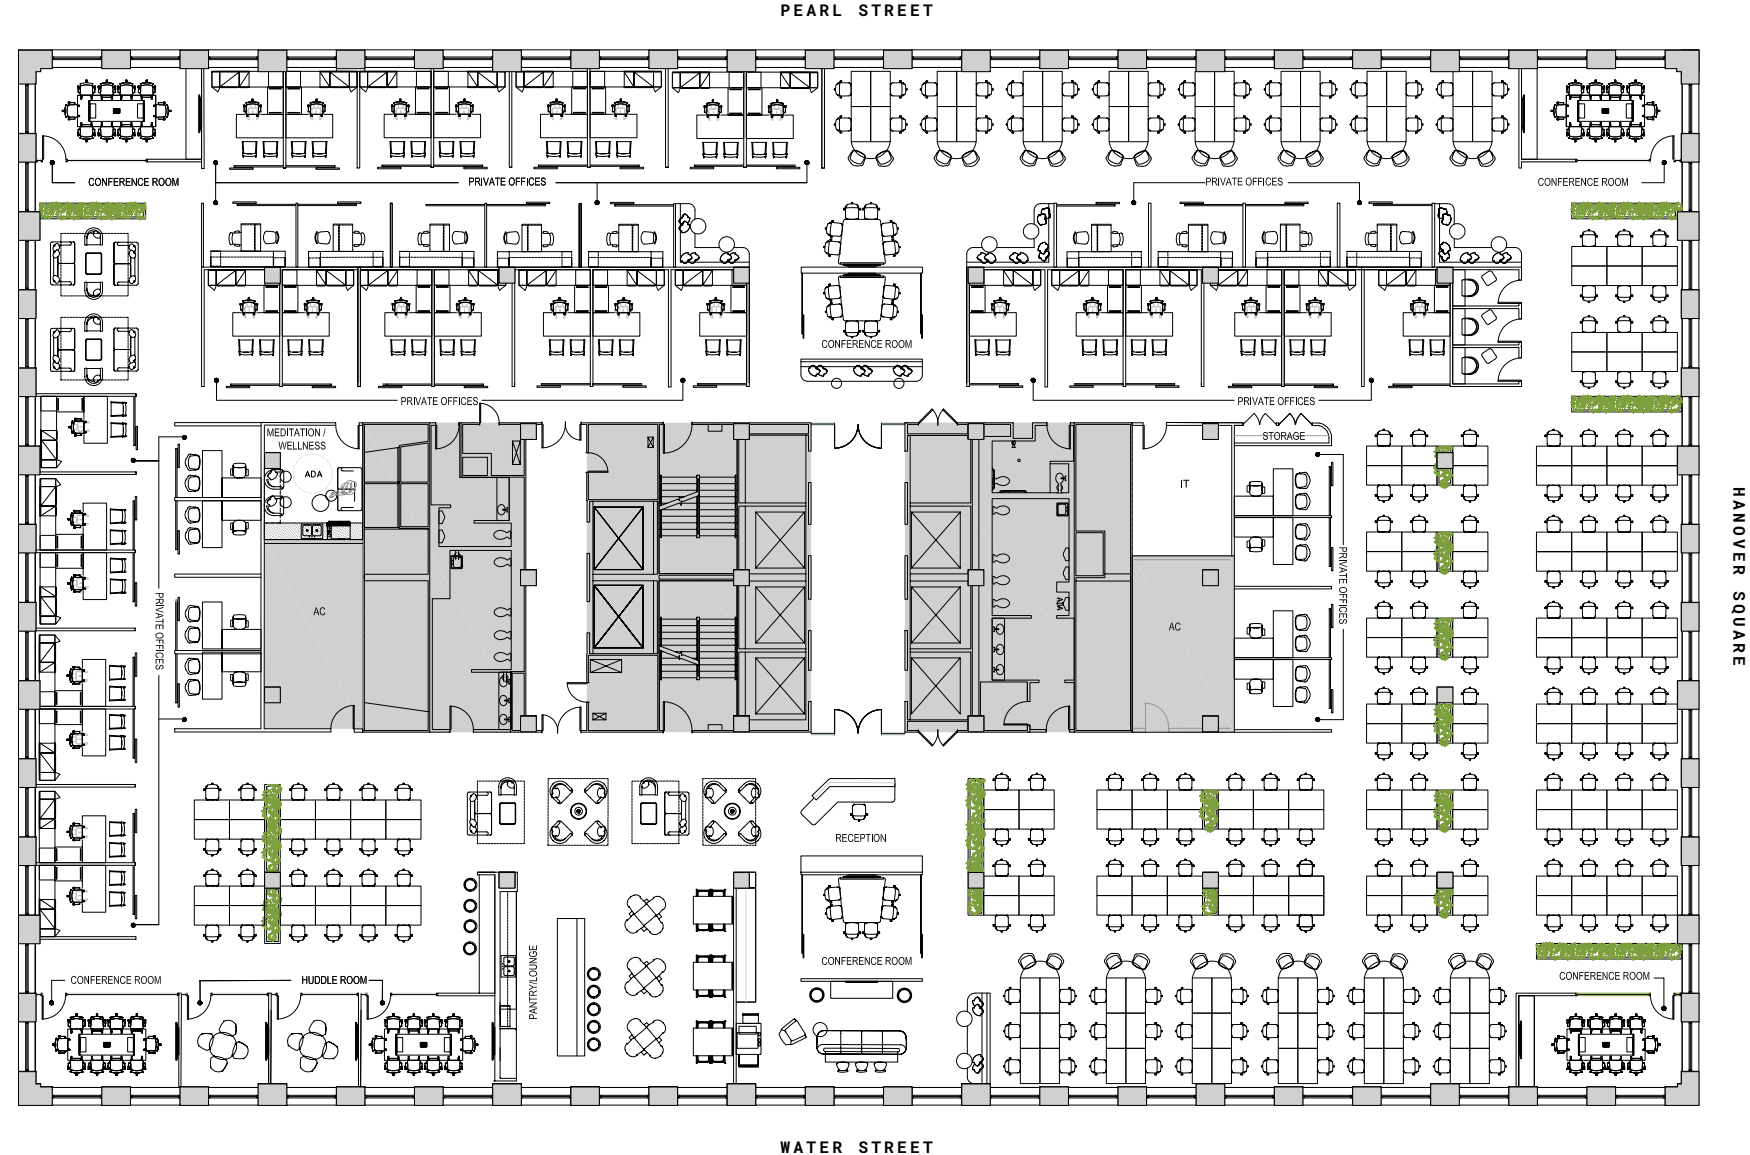 PEARL STREET
CONFERENCE ROOM
PRIVATE OFFICES
PRIVATE OFFICES
CONFERENCE ROOM
CONFERENCE ROOM
PRIVATE OFFICES
PRIVATE OFFICES
MEDITATION /
WELLNESS
ADA
STORAGE
IT
HANOVER SQUARE
PRIVATE OFFICES
PRIVATE OFFICES
AC
AC
ADA
RECEPTION
PANTRY/LOUNGE
CONFERENCE ROOM
CONFERENCE ROOM
HUDDLE ROOM
CONFERENCE ROOM
WATER STREET